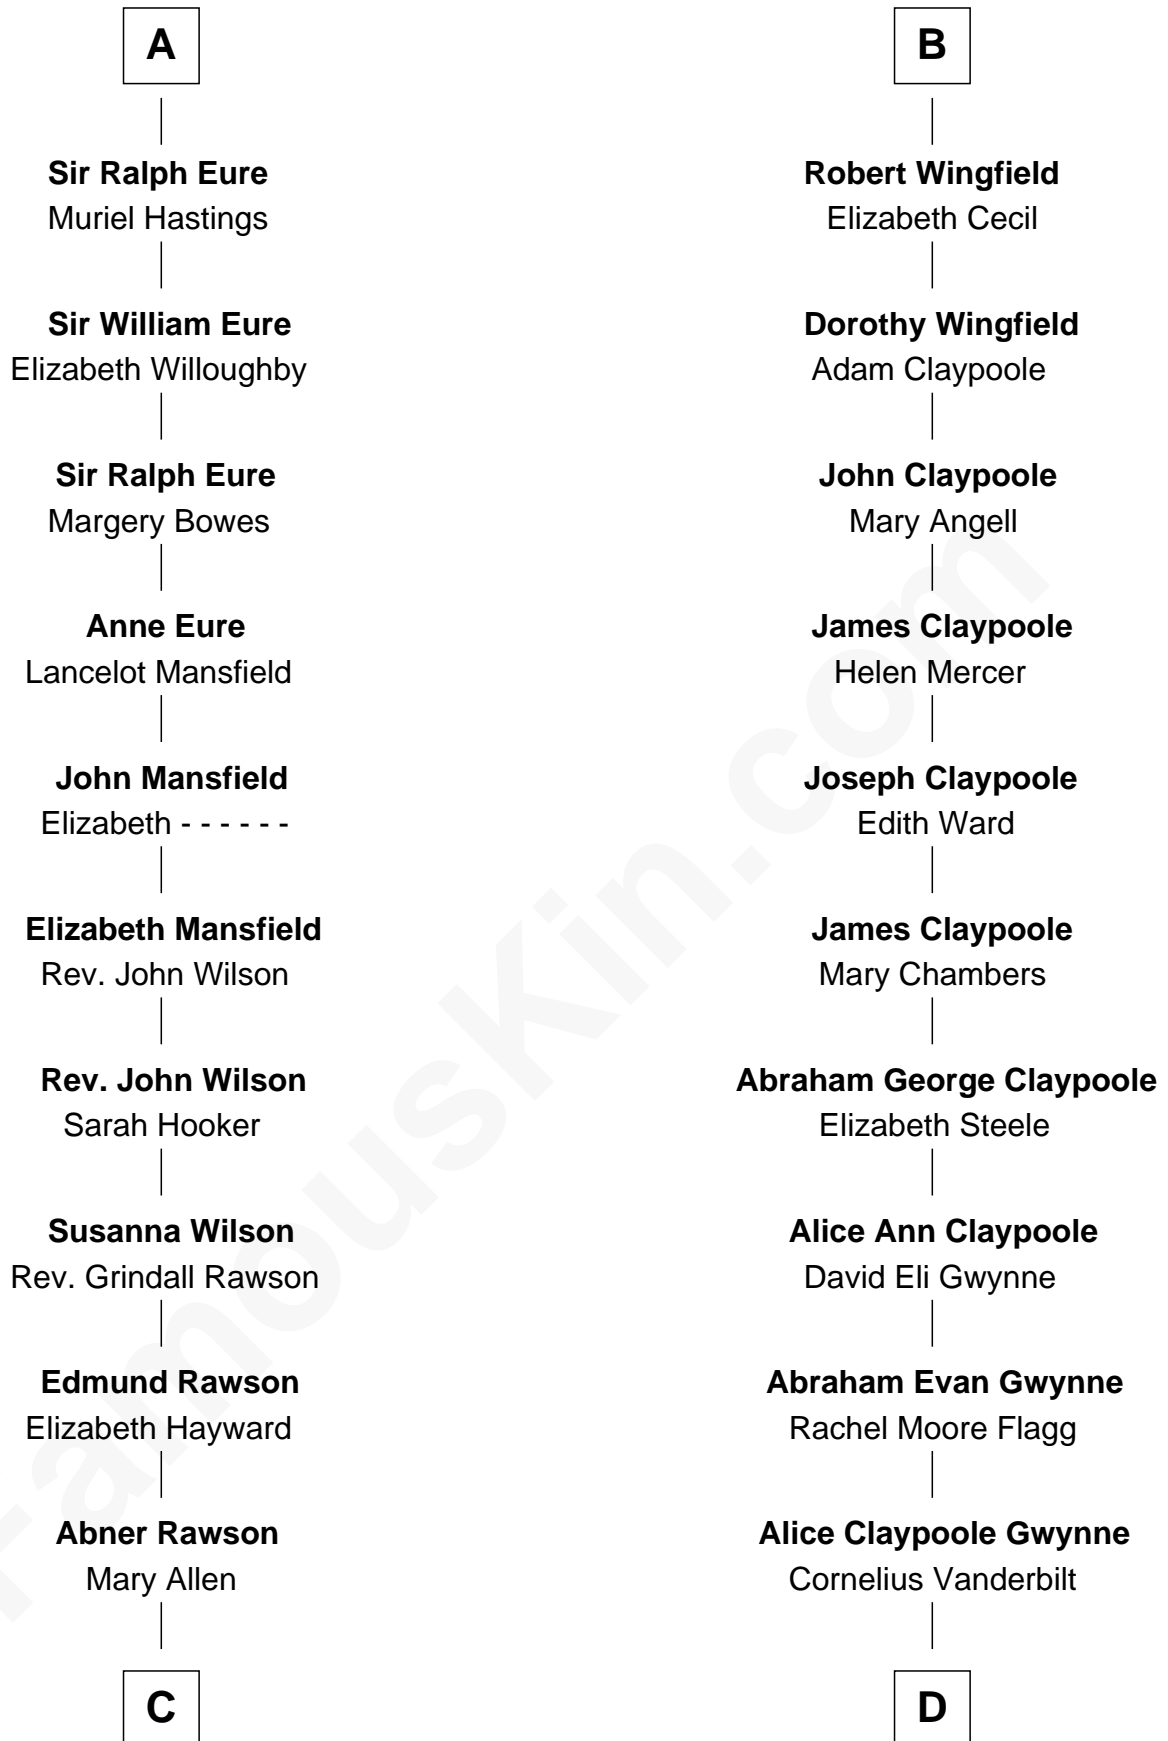 A
Sir Ralph Eure
Muriel Hastings
Sir William Eure
Elizabeth Willoughby
Sir Ralph Eure
Margery Bowes
Anne Eure
Lancelot Mansfield
John Mansfield
Elizabeth - - - - - -
Elizabeth Mansfield
Rev. John Wilson
Rev. John Wilson
Sarah Hooker
Susanna Wilson
Rev. Grindall Rawson
Edmund Rawson
Elizabeth Hayward
Abner Rawson
Mary Allen
C
B
Robert Wingfield
Elizabeth Cecil
Dorothy Wingfield
Adam Claypoole
John Claypoole
Mary Angell
James Claypoole
Helen Mercer
Joseph Claypoole
Edith Ward
James Claypoole
Mary Chambers
Abraham George Claypoole
Elizabeth Steele
Alice Ann Claypoole
David Eli Gwynne
Abraham Evan Gwynne
Rachel Moore Flagg
Alice Claypoole Gwynne
Cornelius Vanderbilt
D
FamousKin.com